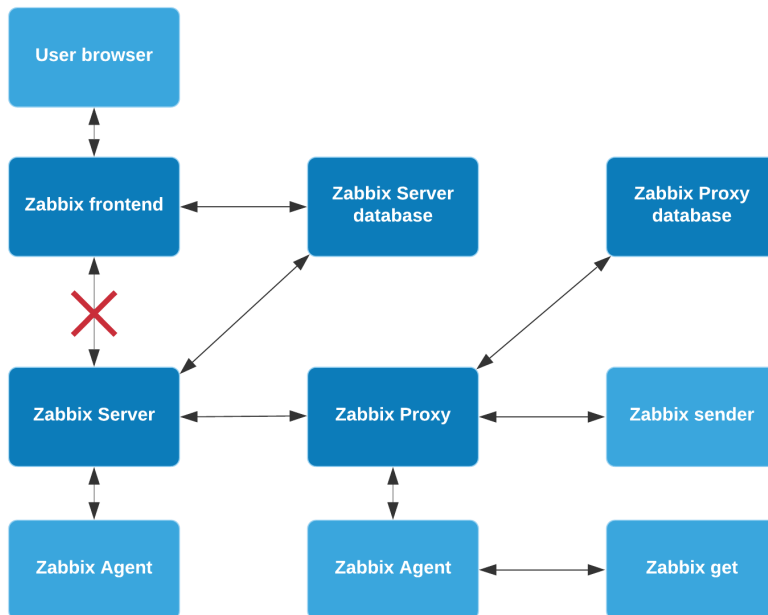 User browser
Zabbix frontend
Zabbix Server
database
Zabbix Proxy
database
Zabbix Server
Zabbix Proxy
Zabbix sender
Zabbix Agent
Zabbix Agent
Zabbix get